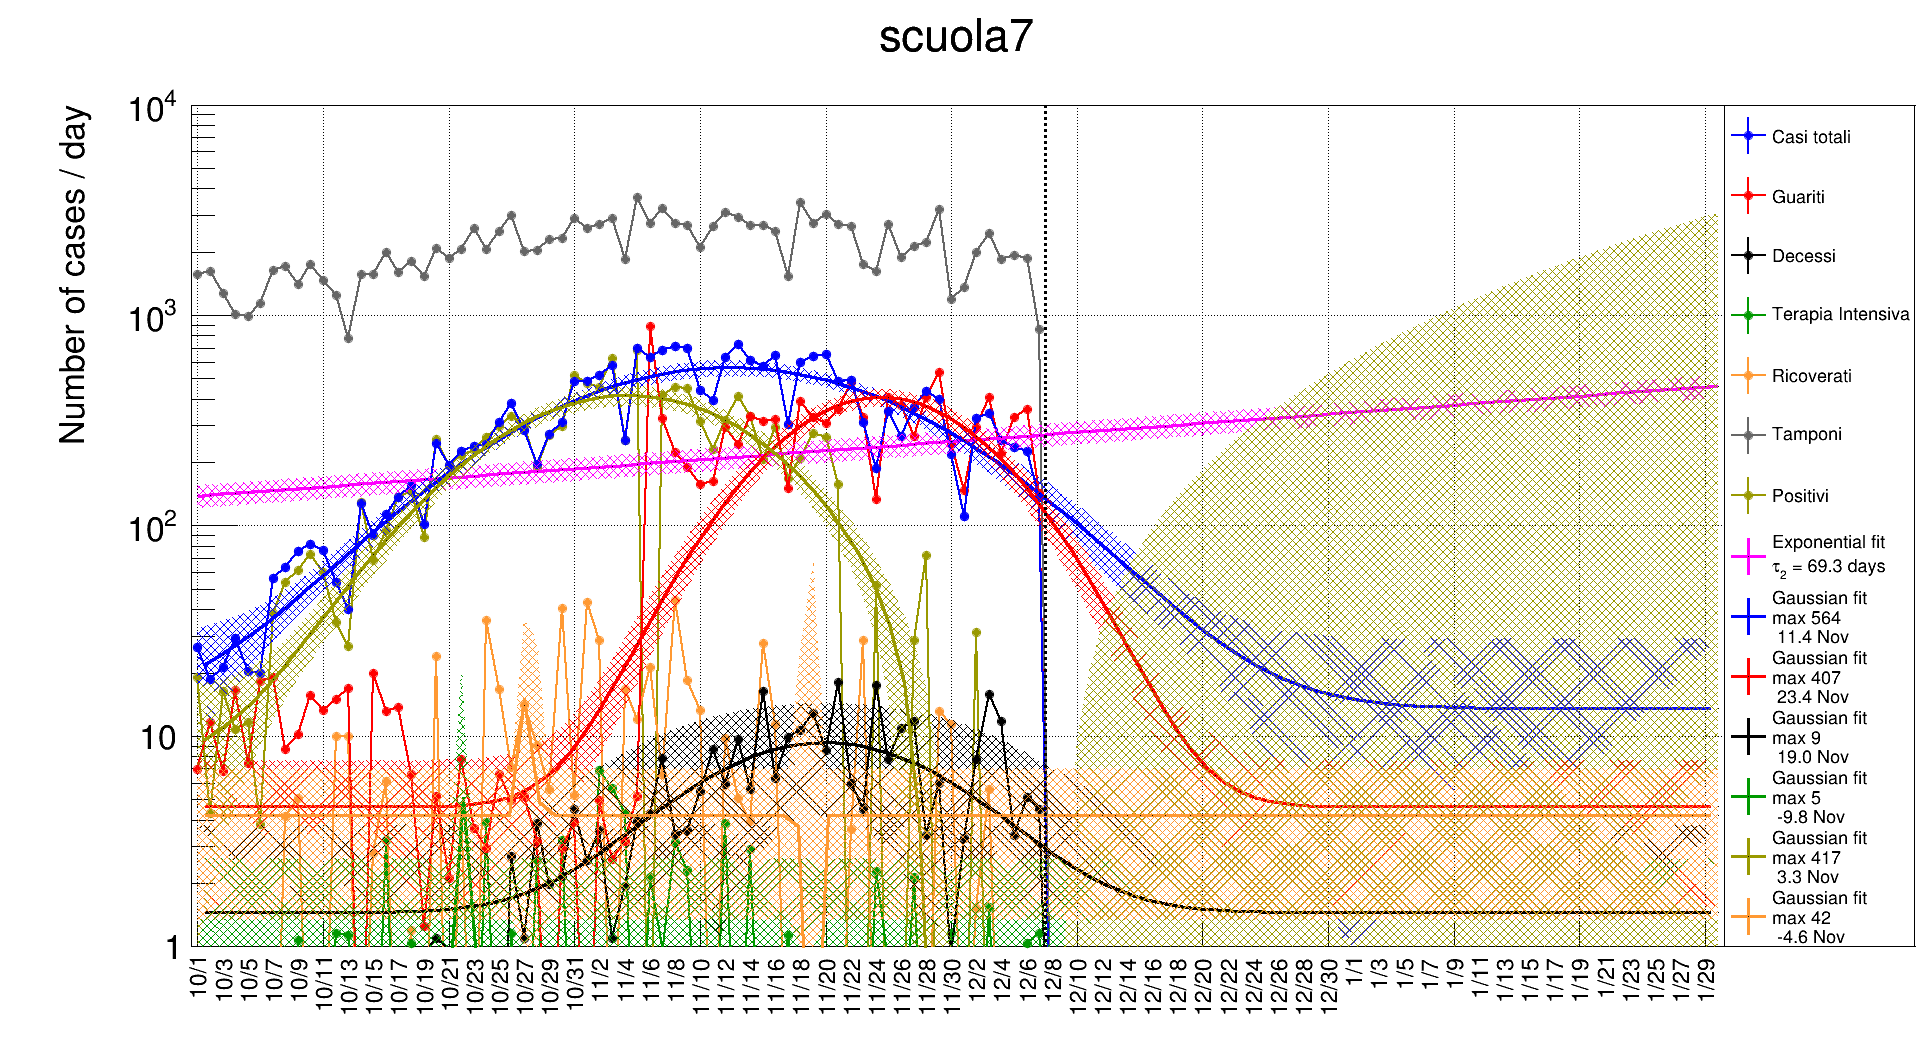 scuola7
Number of cases / day
10⁴
10³
10²
10
1
10/1
10/3
10/5
10/7
10/9
10/11
10/13
10/15
10/17
10/19
10/21
10/23
10/25
10/27
10/29
10/31
11/2
11/4
11/6
11/8
11/10
11/12
11/14
11/16
11/18
11/20
11/22
11/24
11/26
11/28
11/30
12/2
12/4
12/6
12/8
12/10
12/12
12/14
12/16
12/18
12/20
12/22
12/24
12/26
12/28
12/30
1/1
1/3
1/5
1/7
1/9
1/11
1/13
1/15
1/17
1/19
1/21
1/23
1/25
1/27
1/29
Casi totali
Guariti
Decessi
Terapia Intensiva
Ricoverati
Tamponi
Positivi
Exponential fit
τ₂ = 69.3 days
Gaussian fit
max 564
11.4 Nov
Gaussian fit
max 407
23.4 Nov
Gaussian fit
max 9
19.0 Nov
Gaussian fit
max 5
-9.8 Nov
Gaussian fit
max 417
3.3 Nov
Gaussian fit
max 42
-4.6 Nov